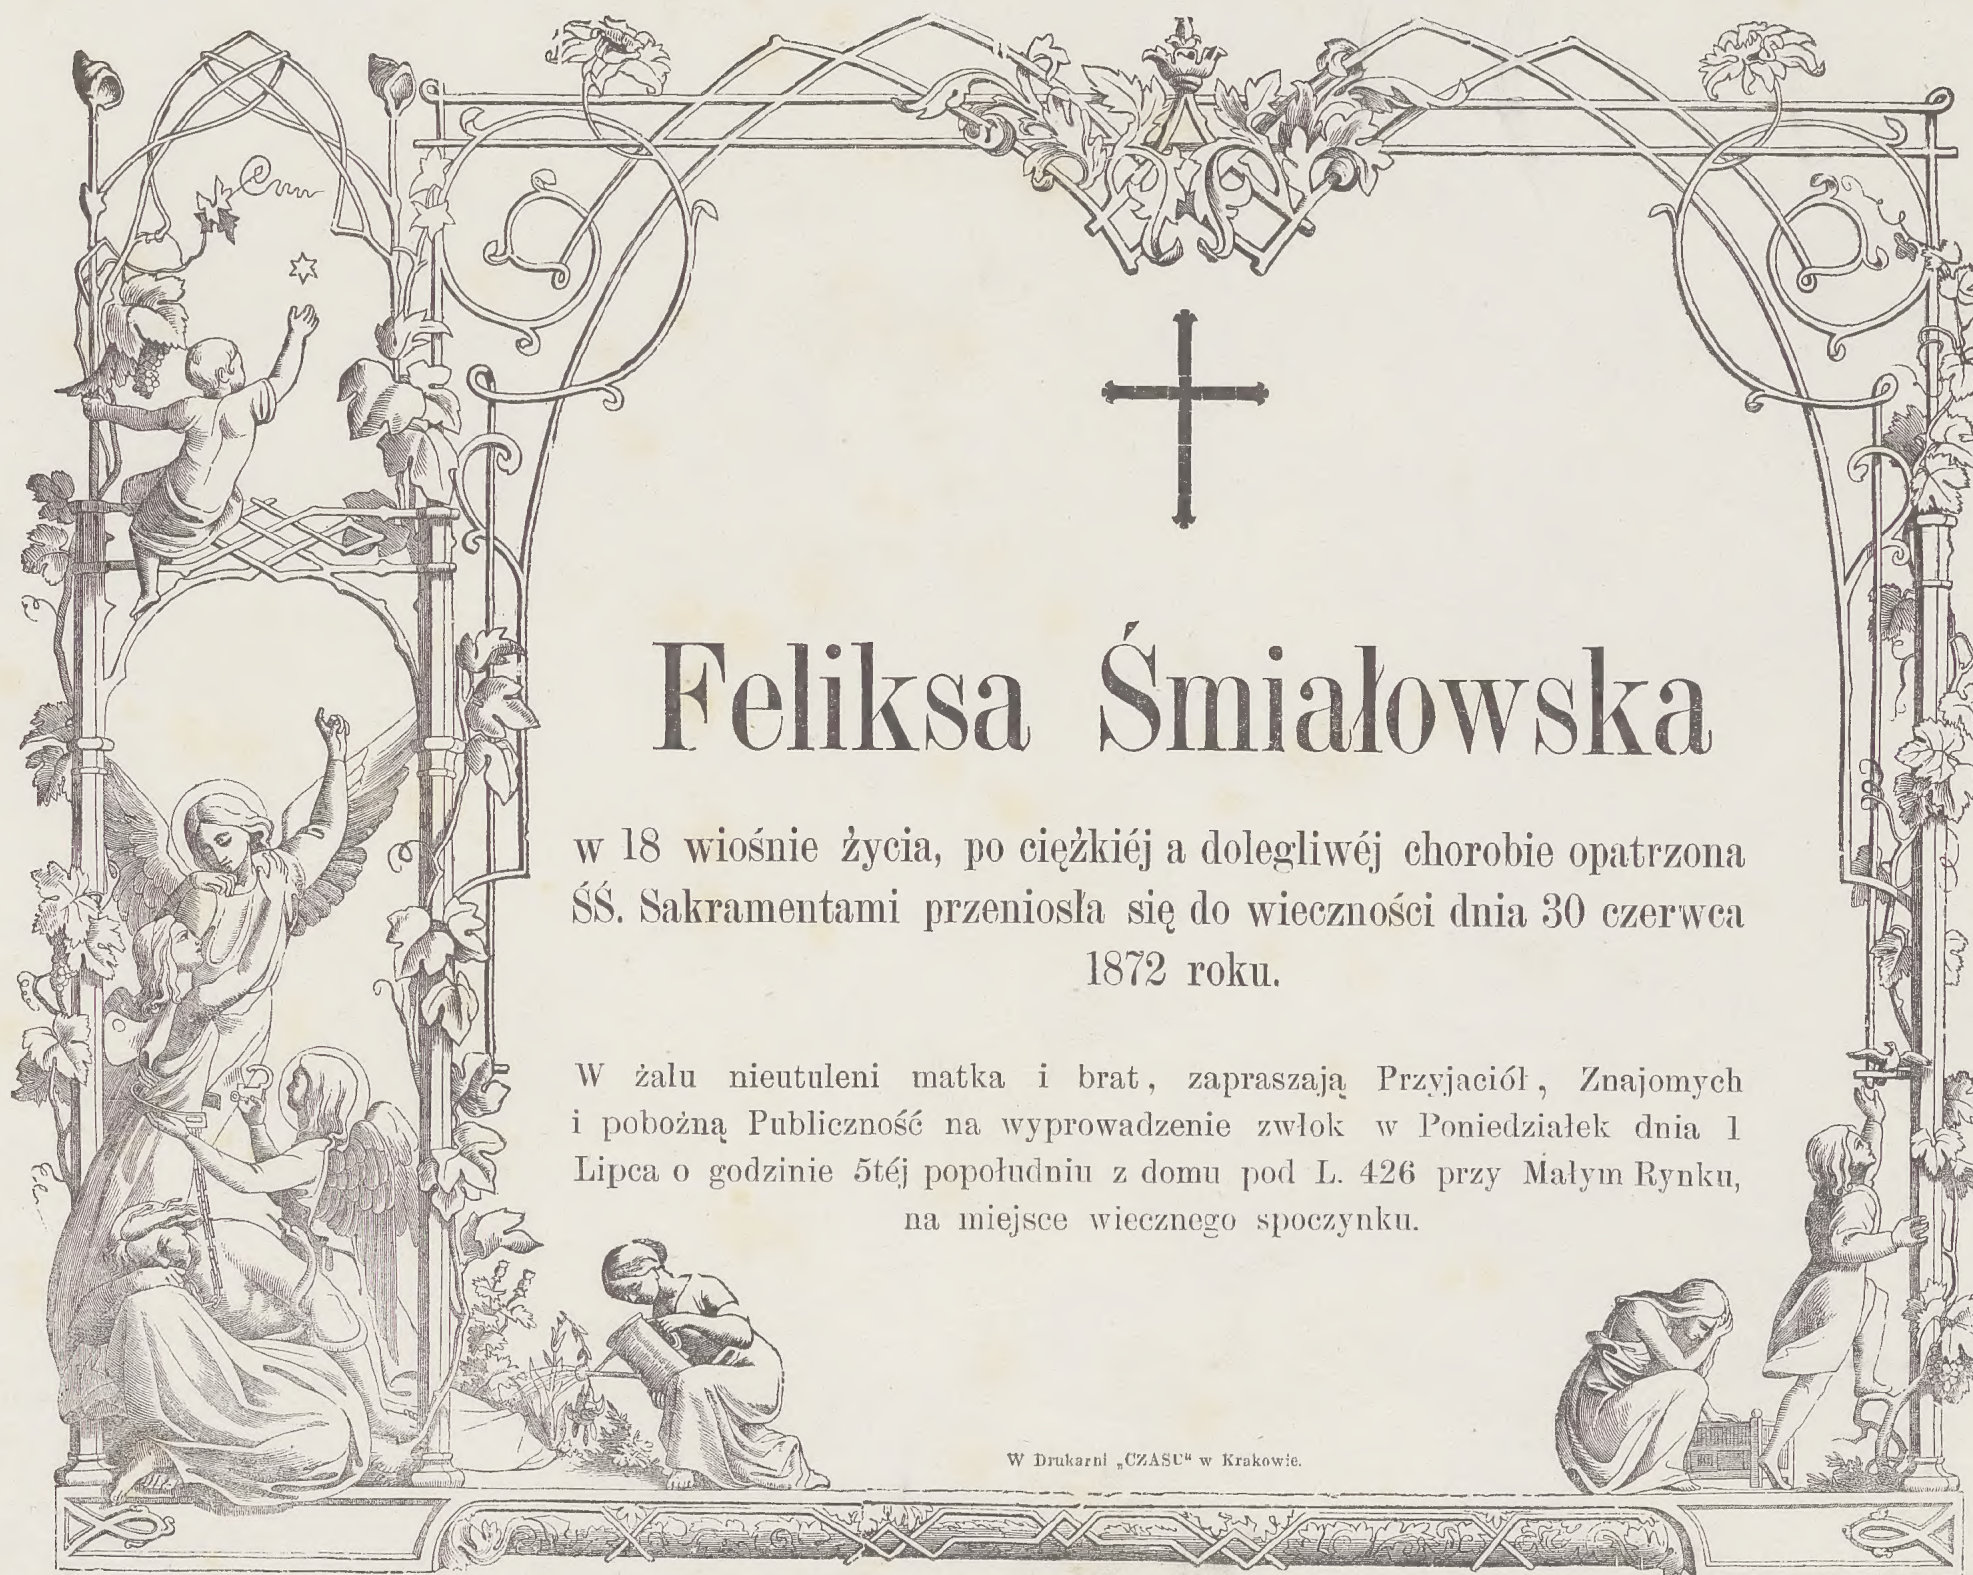 Feliksa Śmiałowska
w 18 wiośnie życia, po ciężkiéj a dolegliwéj chorobie opatrzona
ŚŚ. Sakramentami przeniosła się do wieczności dnia 30 czerwca
1872 roku.
W żalu nieutuleni matka i brat, zapraszają Przyjaciół, Znajomych
i pobożną Publiczność na wyprowadzenie zwłok w Poniedziałek dnia 1
Lipca o godzinie 5téj popołudniu z domu pod L. 426 przy Małym Rynku,
na miejsce wiecznego spoczynku.
W Drukarni „CZASU“ w Krakowie.